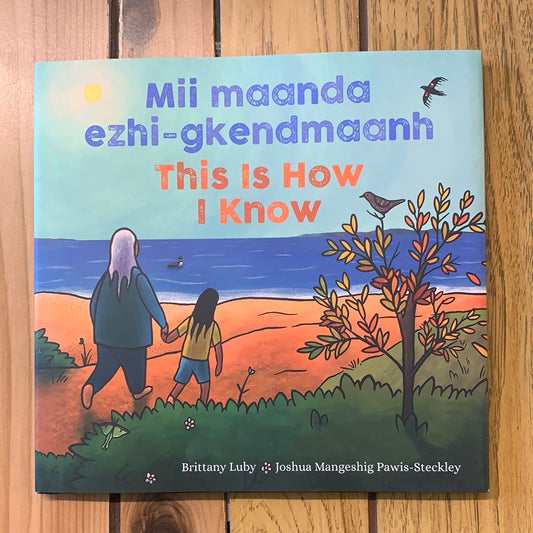 Mii maanda
ezhi-gkendmaanh
This Is How
I Know
Brittany Luby Joshua Mangeshig Pawis-Steckley